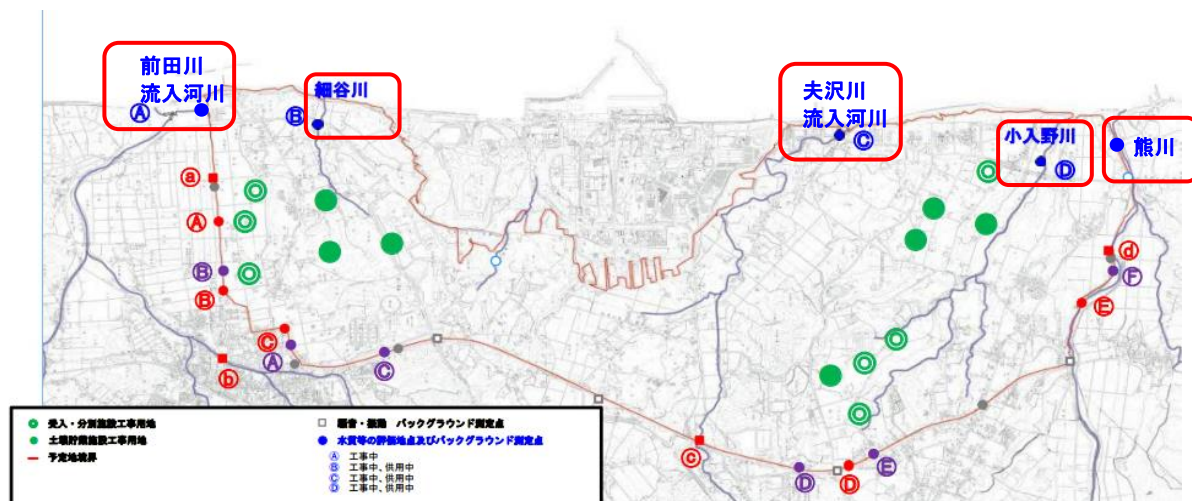 前田川
流入河川
Ⓐ
細谷川
Ⓑ
夫沢川
流入河川
Ⓒ
小入野川
Ⓓ
熊川
ⓐ
Ⓐ
Ⓑ
Ⓑ
Ⓒ
Ⓐ
Ⓒ
ⓑ
ⓒ
Ⓓ
Ⓓ
Ⓔ
ⓓ
Ⓕ
Ⓔ
受入・分別施設工事用地
土壌貯蔵施設工事用地
予定地境界
騒音・振動 バックグラウンド測定点
水質等の評価地点及びバックグラウンド測定点
Ⓐ 工事中
Ⓑ 工事中、供用中
Ⓒ 工事中、供用中
Ⓓ 工事中、供用中